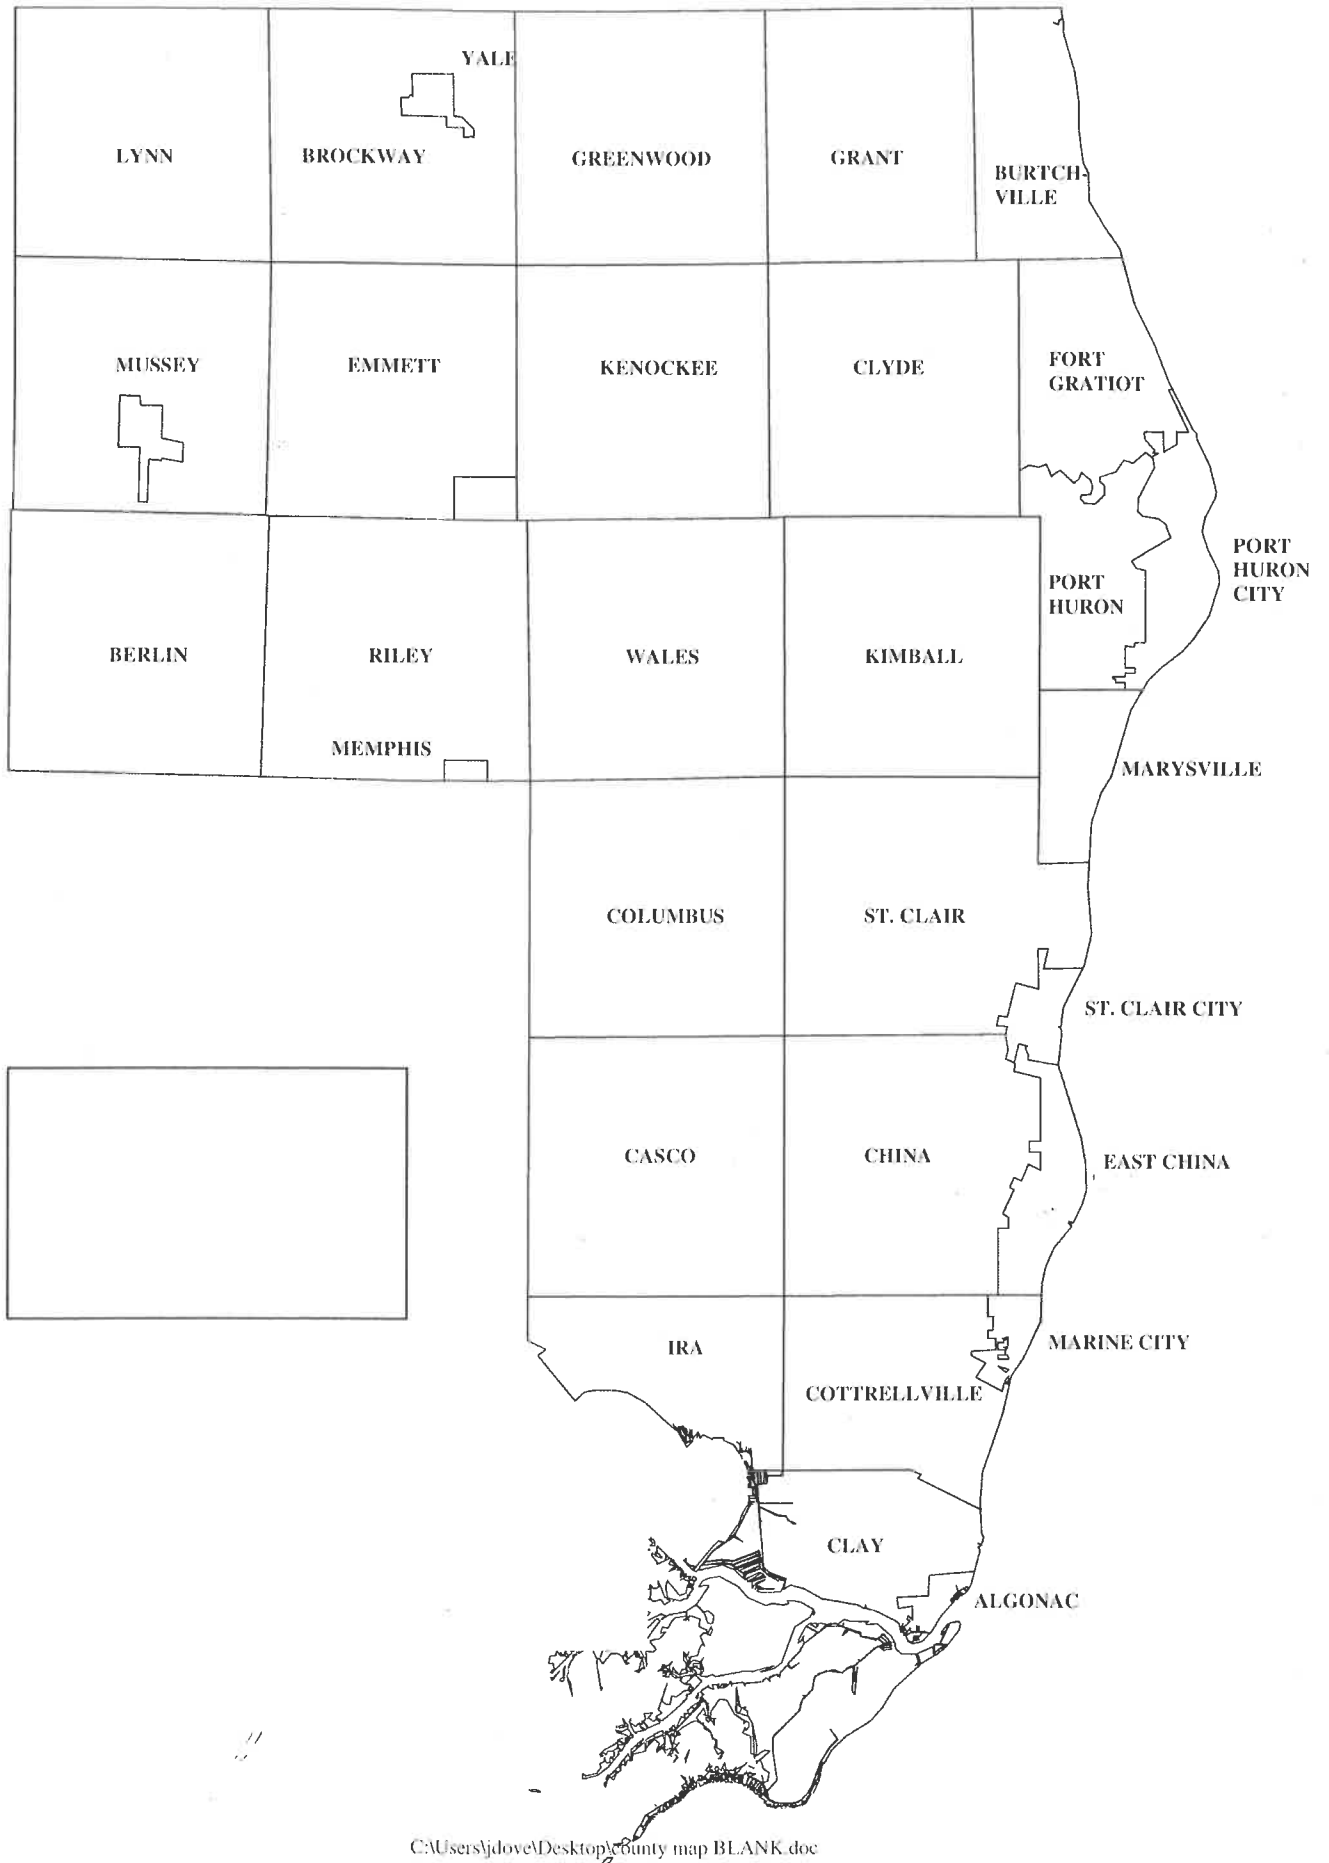 YALE
LYNN
BROCKWAY
GREENWOOD
GRANT
BURTCH-
VILLE
MUSSEY
EMMETT
KENOCKEE
CLYDE
FORT
GRATIOT
PORT
HURON
CITY
PORT
HURON
BERLIN
RILEY
WALES
KIMBALL
MEMPHIS
MARYSVILLE
COLUMBUS
ST. CLAIR
ST. CLAIR CITY
CASCO
CHINA
EAST CHINA
IRA
MARINE CITY
COTTRELLVILLE
CLAY
ALGONAC
C:\Users\jdove\Desktop\county map BLANK.doc